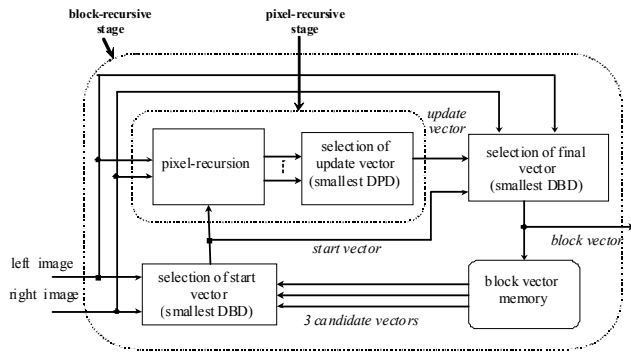 block-recursive
stage
pixel-recursive
stage
update
vector
pixel-recursion
selection of
update vector
(smallest DPD)
selection of final
vector
(smallest DBD)
start vector
block vector
left image
right image
selection of start
vector
(smallest DBD)
3 candidate vectors
block vector
memory